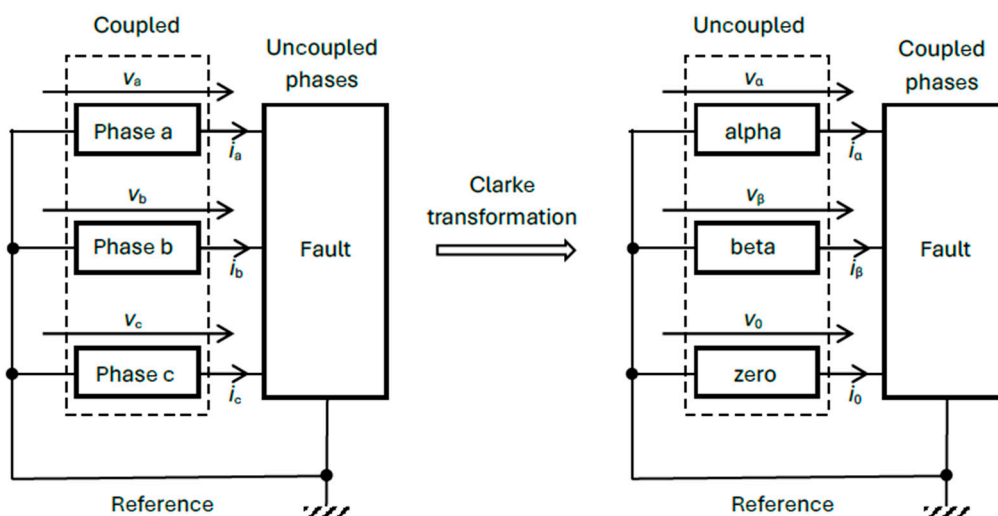 Coupled
Uncoupled
phases
va
Phase a
ia
vb
Phase b
ib
vc
Phase c
ic
Fault
Reference
Clarke
transformation
Uncoupled
Coupled
phases
vα
alpha
iα
vβ
beta
iβ
v0
zero
i0
Fault
Reference